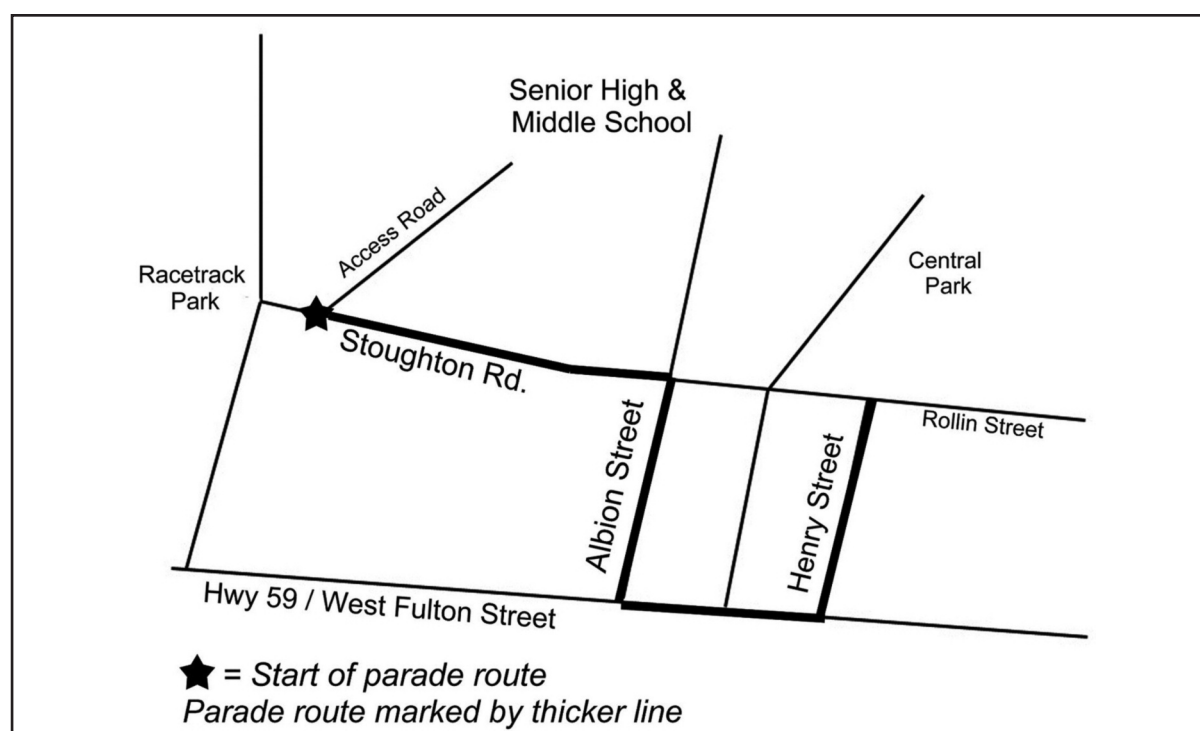 Senior High &
Middle School
Access Road
Racetrack
Park
Central
Park
Stoughton Rd.
Rollin Street
Albion Street
Henry Street
Hwy 59 / West Fulton Street
= Start of parade route
Parade route marked by thicker line